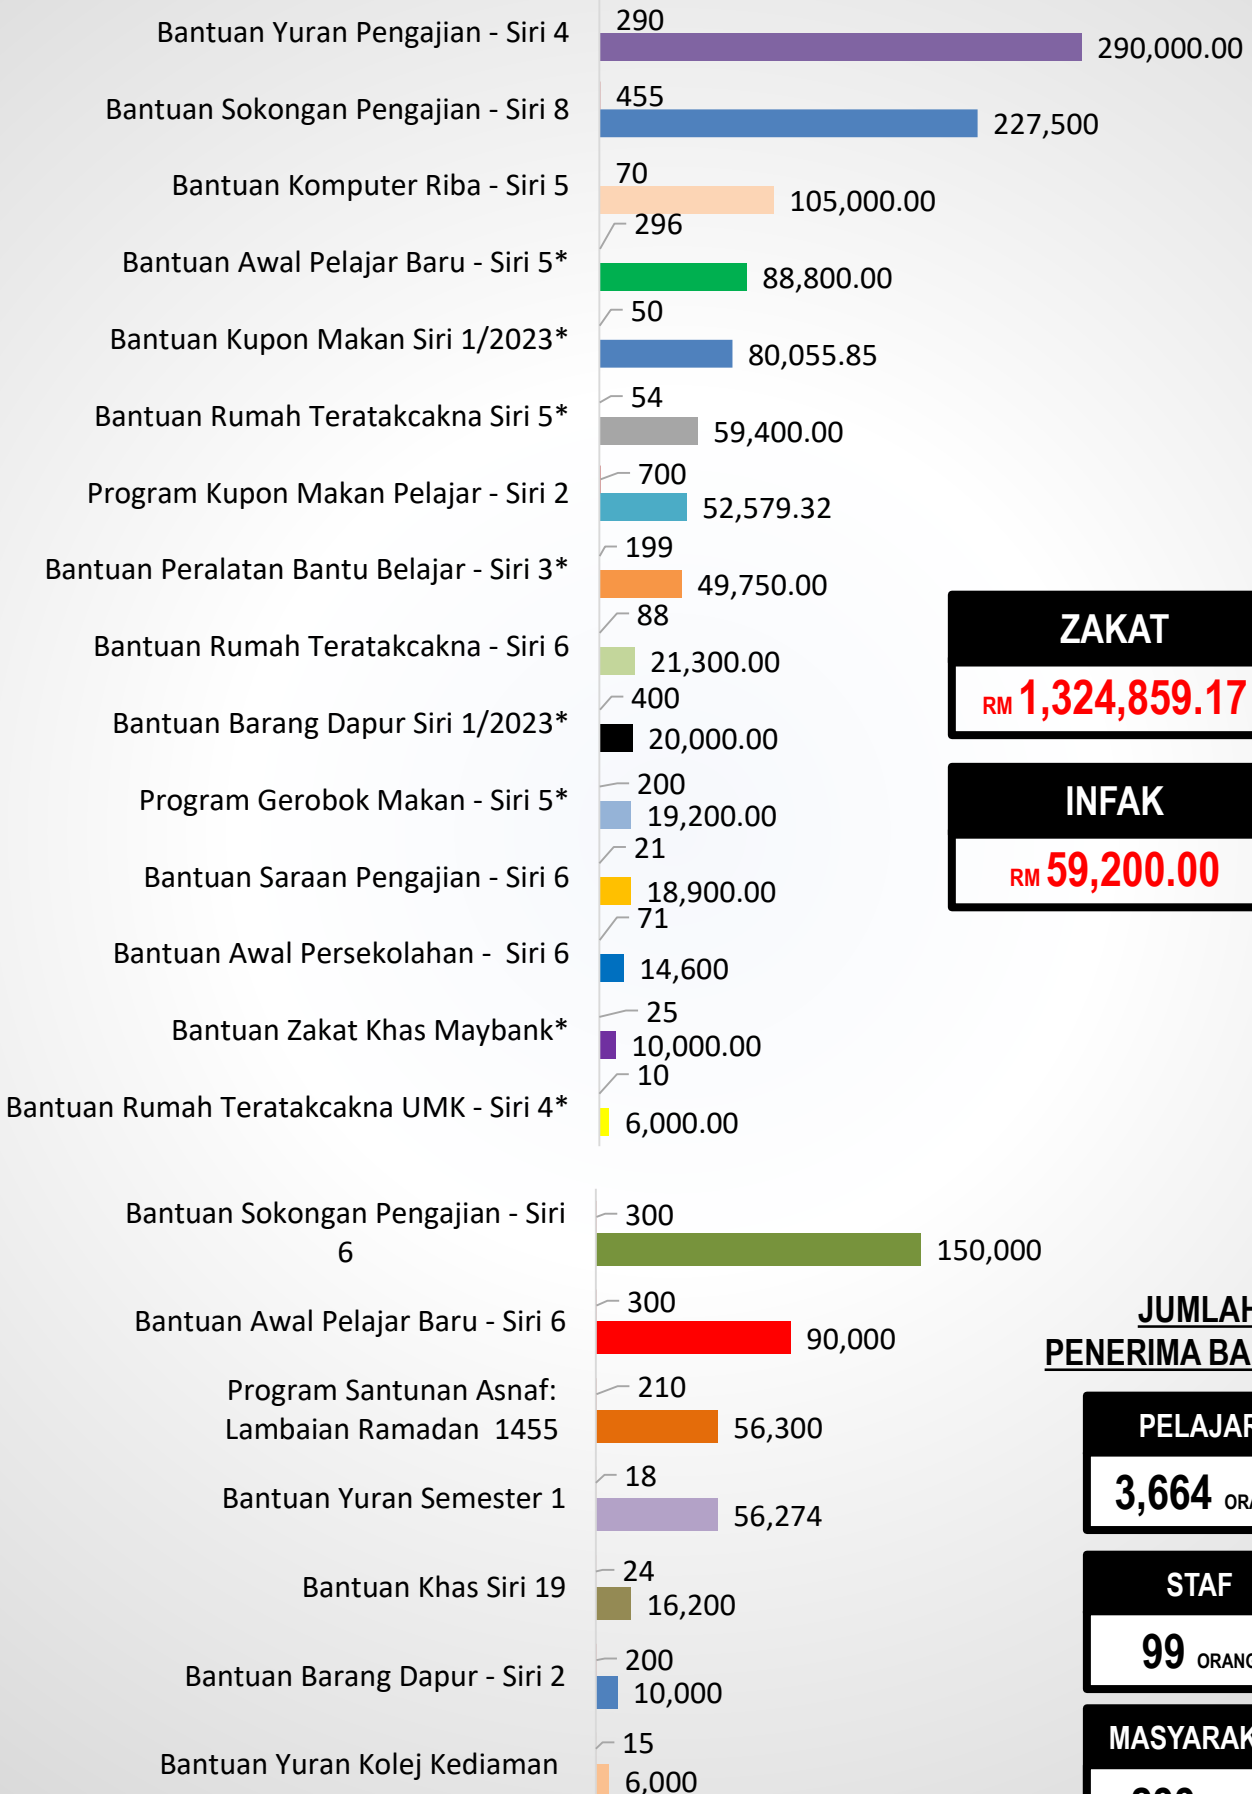 Bantuan Yuran Pengajian - Siri 4
290
290,000.00
Bantuan Sokongan Pengajian - Siri 8
455
227,500
Bantuan Komputer Riba - Siri 5
70
105,000.00
Bantuan Awal Pelajar Baru - Siri 5*
296
88,800.00
Bantuan Kupon Makan Siri 1/2023*
50
80,055.85
Bantuan Rumah Teratakcakna Siri 5*
54
59,400.00
Program Kupon Makan Pelajar - Siri 2
700
52,579.32
Bantuan Peralatan Bantu Belajar - Siri 3*
199
49,750.00
Bantuan Rumah Teratakcakna - Siri 6
88
21,300.00
Bantuan Barang Dapur Siri 1/2023*
400
20,000.00
Program Gerobok Makan - Siri 5*
200
19,200.00
Bantuan Saraan Pengajian - Siri 6
21
18,900.00
Bantuan Awal Persekolahan - Siri 6
71
14,600
Bantuan Zakat Khas Maybank*
25
10,000.00
Bantuan Rumah Teratakcakna UMK - Siri 4*
10
6,000.00
ZAKAT
RM 1,324,859.17
INFAK
RM 59,200.00
Bantuan Sokongan Pengajian - Siri
6
300
150,000
Bantuan Awal Pelajar Baru - Siri 6
300
90,000
Program Santunan Asnaf:
Lambaian Ramadan 1455
210
56,300
Bantuan Yuran Semester 1
18
56,274
Bantuan Khas Siri 19
24
16,200
Bantuan Barang Dapur - Siri 2
200
10,000
Bantuan Yuran Kolej Kediaman
15
6,000
JUMLAH
PENERIMA BA
PELAJAR
3,664 ORA
STAF
99 ORANG
MASYARAK